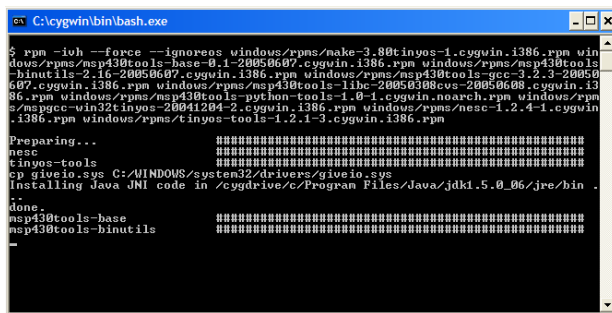 C:\cygwin\bin\bash.exe
$ rpm -ivh --force --ignoreos windows/rpms/make-3.80tinyos-1.cygwin.i386.rpm win
dows/rpms/msp430tools-base-0.1-20050607.cygwin.i386.rpm windows/rpms/msp430tools
-binutils-2.16-20050607.cygwin.i386.rpm windows/rpms/msp430tools-gcc-3.2.3-20050
607.cygwin.i386.rpm windows/rpms/msp430tools-libc-20050308cvs-20050608.cygwin.i3
86.rpm windows/rpms/msp430tools-python-tools-1.0-1.cygwin.noarch.rpm windows/rpm
s/mspgcc-win32tinyos-20041204-2.cygwin.i386.rpm windows/rpms/nesc-1.2.4-1.cygwin
.i386.rpm windows/rpms/tinyos-tools-1.2.1-3.cygwin.i386.rpm
Preparing... ##################################################
nesc ##################################################
tinyos-tools ##################################################
cp giveio.sys C:/WINDOWS/system32/drivers/giveio.sys
Installing Java JNI code in /cygdrive/c/Program Files/Java/jdk1.5.0_06/jre/bin .
..
done.
msp430tools-base ##################################################
msp430tools-binutils ##################################################